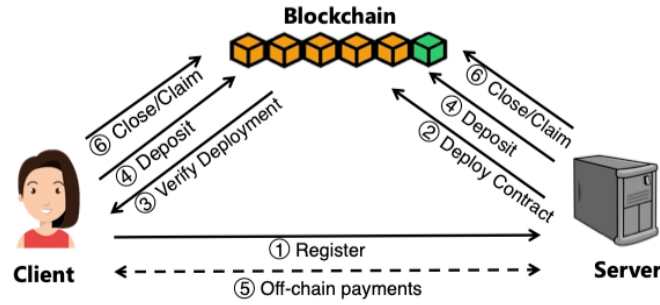 Blockchain
⑥ Close/Claim
④ Deposit
③ Verify Deployment
⑥ Close/Claim
④ Deposit
② Deploy Contract
① Register
⑤ Off-chain payments
Client
Server